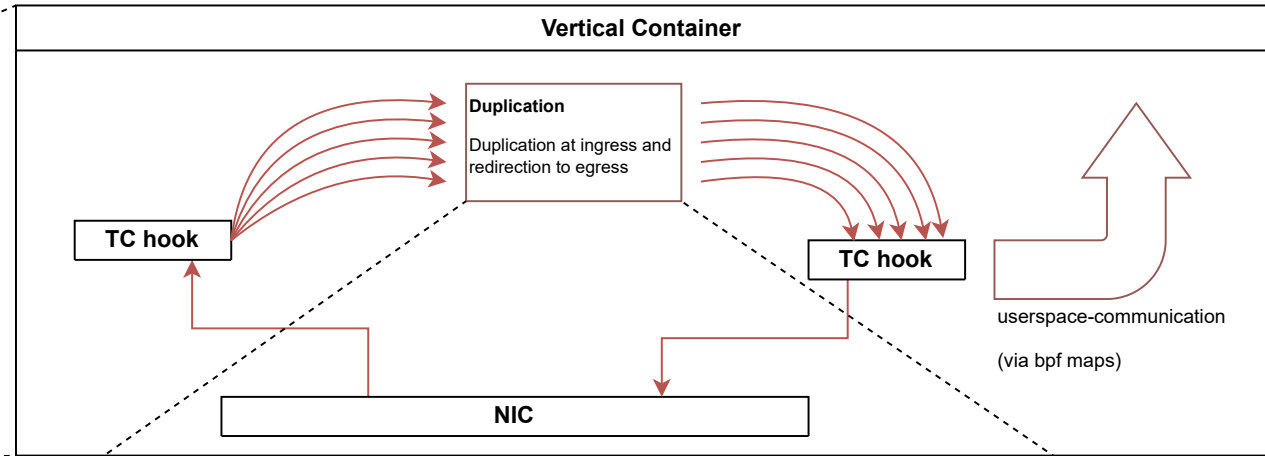 Vertical Container
Duplication
Duplication at ingress and
redirection to egress
TC hook
TC hook
userspace-communication
(via bpf maps)
NIC